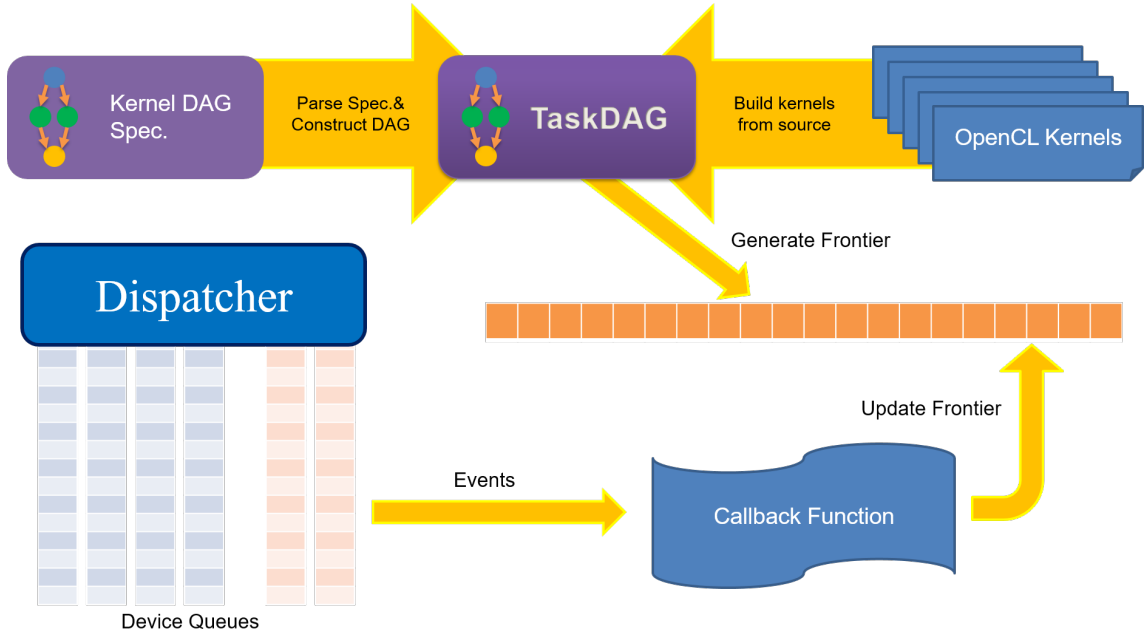 Kernel DAG
Spec.
Parse Spec.&
Construct DAG
TaskDAG
Build kernels
from source
OpenCL Kernels
Generate Frontier
Dispatcher
Update Frontier
Events
Callback Function
Device Queues